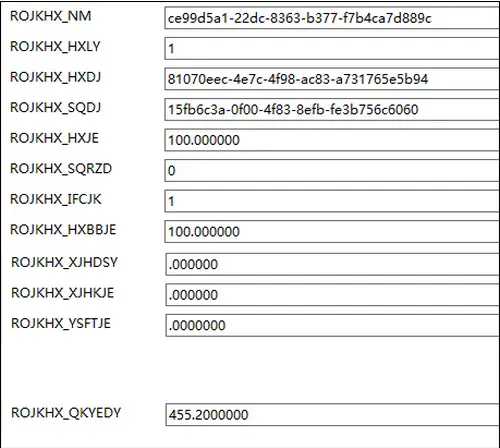 ROJKHX_NM ce99d5a1-22dc-8363-b377-f7b4ca7d889c
ROJKHX_HXLY 1
ROJKHX_HXDJ 81070eec-4e7c-4f98-ac83-a731765e5b94
ROJKHX_SQDJ 15fb6c3a-0f00-4f83-8efb-fe3b756c6060
ROJKHX_HXJE 100.000000
ROJKHX_SQRZD 0
ROJKHX_IFCJK 1
ROJKHX_HXBBJE 100.000000
ROJKHX_XJHDSY .000000
ROJKHX_XJHKJE .000000
ROJKHX_YSFTJE .0000000
ROJKHX_QKYEDY 455.2000000